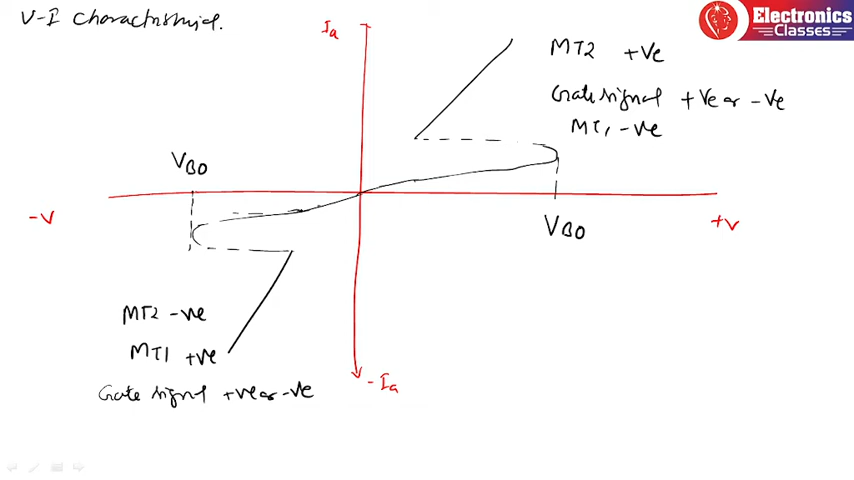 V-I Characteristics.
Ia
Electronics
Classes
MT2 +ve
Gate signal +ve or -ve
MT1 -ve
VBO
-V
+V
VBO
MT2 -ve
MT1 +ve
-Ia
Gate signal +ve or -ve